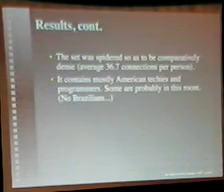 Results, cont.
• The set was spidered so as to be comparatively
dense (average 36.7 connections per person).
• It contains mostly American techies and
programmers. Some are probably in this room.
(No Brazilians...)